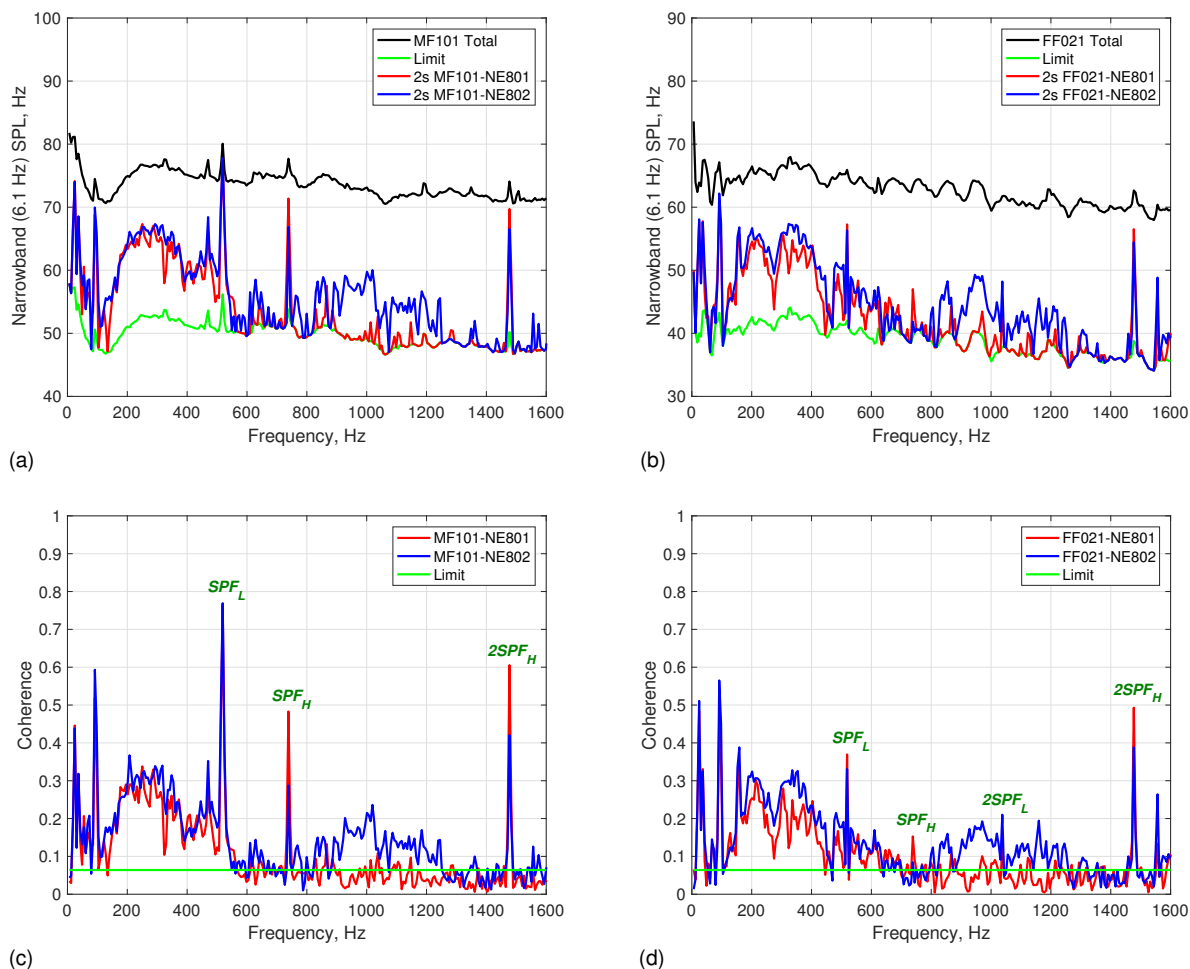 100
90
80
70
60
50
40
30
Narrowband (6.1 Hz) SPL, Hz
MF101 Total
Limit
2s MF101-NE801
2s MF101-NE802
0 200 400 600 800 1000 1200 1400 1600
Frequency, Hz
(a)
90
80
70
60
50
40
30
Narrowband (6.1 Hz) SPL, Hz
FF021 Total
Limit
2s FF021-NE801
2s FF021-NE802
0 200 400 600 800 1000 1200 1400 1600
Frequency, Hz
(b)
1
0.9
0.8
0.7
0.6
0.5
0.4
0.3
0.2
0.1
0
Coherence
MF101-NE801
MF101-NE802
Limit
SPF_L
SPF_H
2SPF_H
0 200 400 600 800 1000 1200 1400 1600
Frequency, Hz
(c)
1
0.9
0.8
0.7
0.6
0.5
0.4
0.3
0.2
0.1
0
Coherence
FF021-NE801
FF021-NE802
Limit
SPF_L
SPF_H
2SPF_L
2SPF_H
0 200 400 600 800 1000 1200 1400 1600
Frequency, Hz
(d)